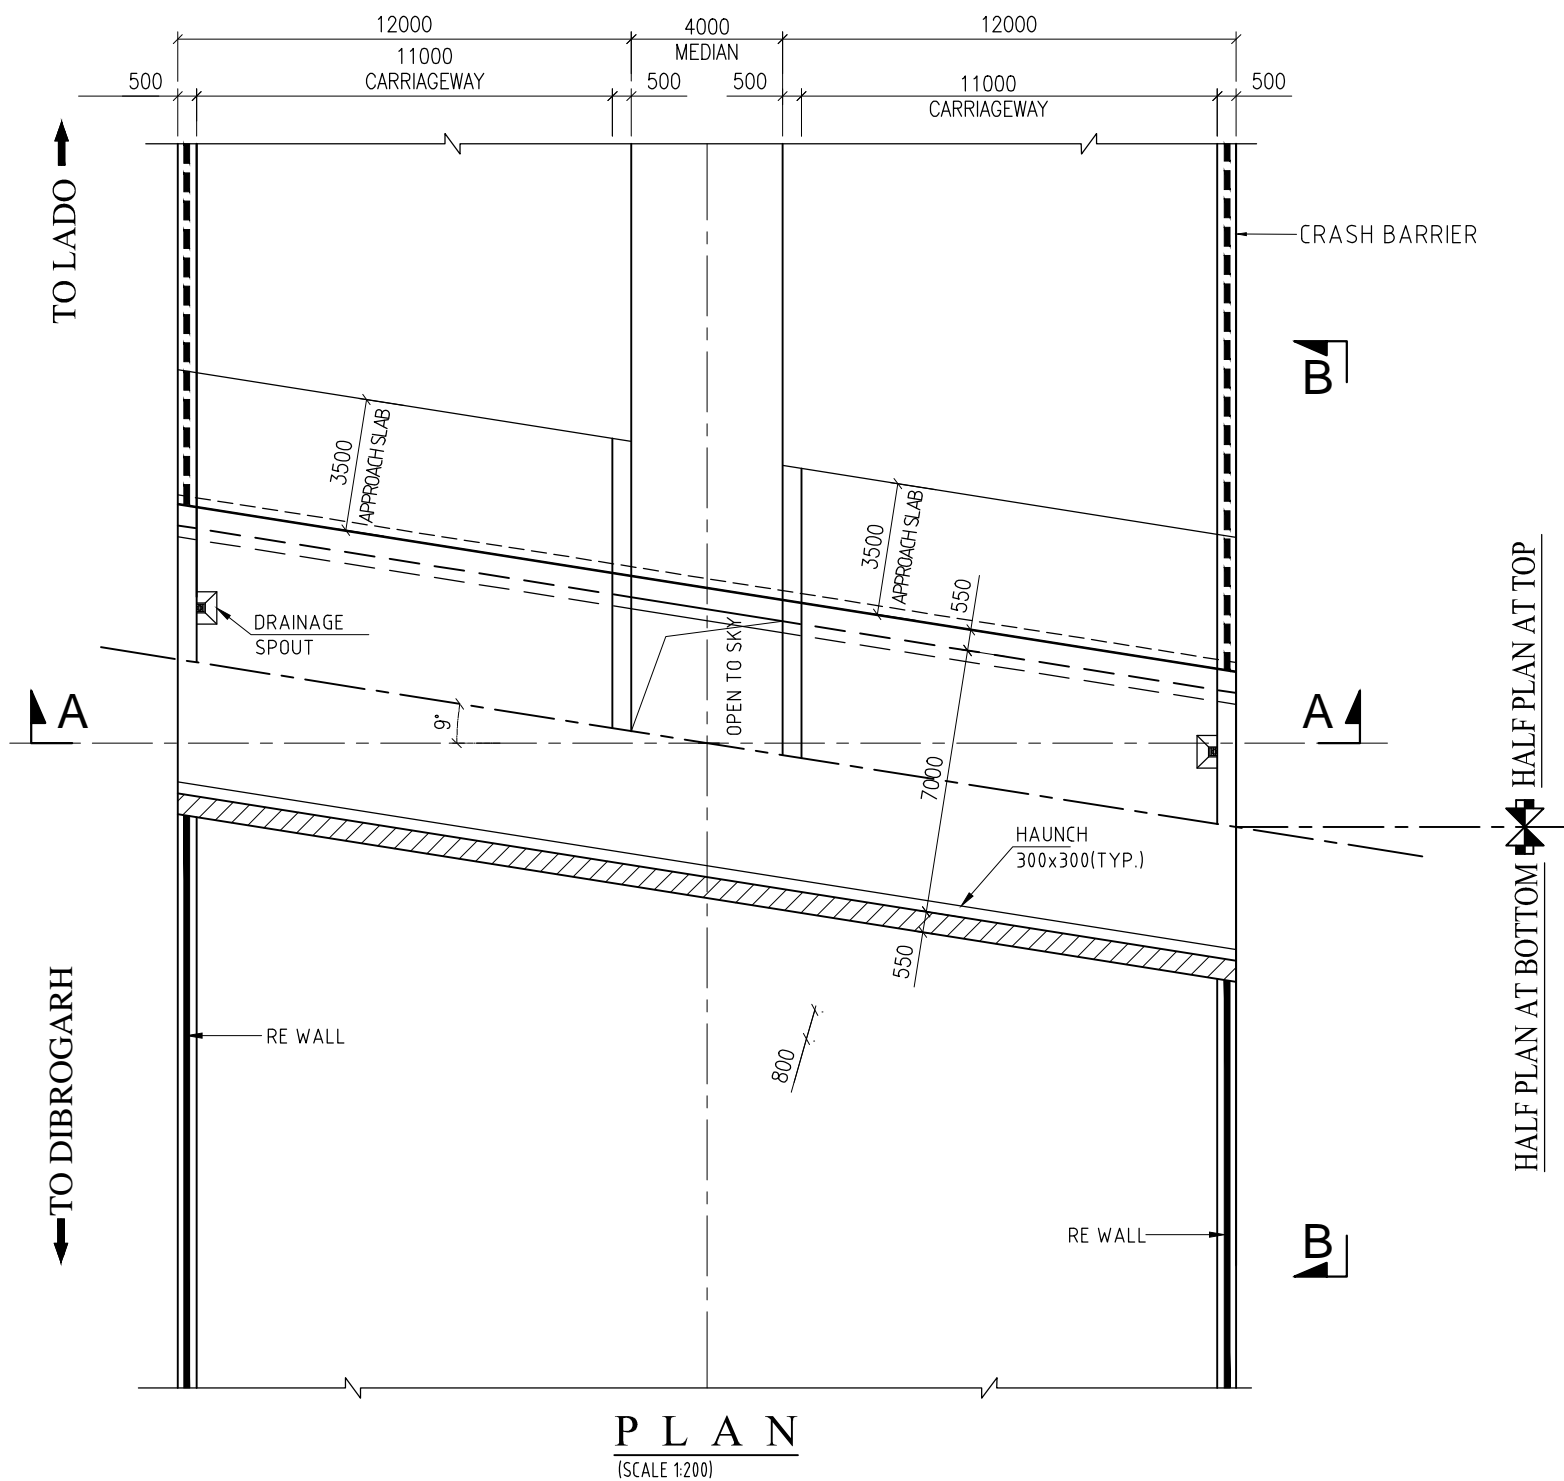 12000
4000
12000
MEDIAN
11000
CARRIAGEWAY
500
500
500
11000
CARRIAGEWAY
500
TO LADO
CRASH BARRIER
B
3500
APPROACH SLAB
3500
APPROACH SLAB
550
DRAINAGE
SPOUT
OPEN TO SKY
HALF PLAN AT TOP
A
9°
A
7000
HAUNCH
300x300(TYP.)
HALF PLAN AT BOTTOM
550
TO DIBROGARH
RE WALL
800
RE WALL
B
PLAN
(SCALE 1:200)